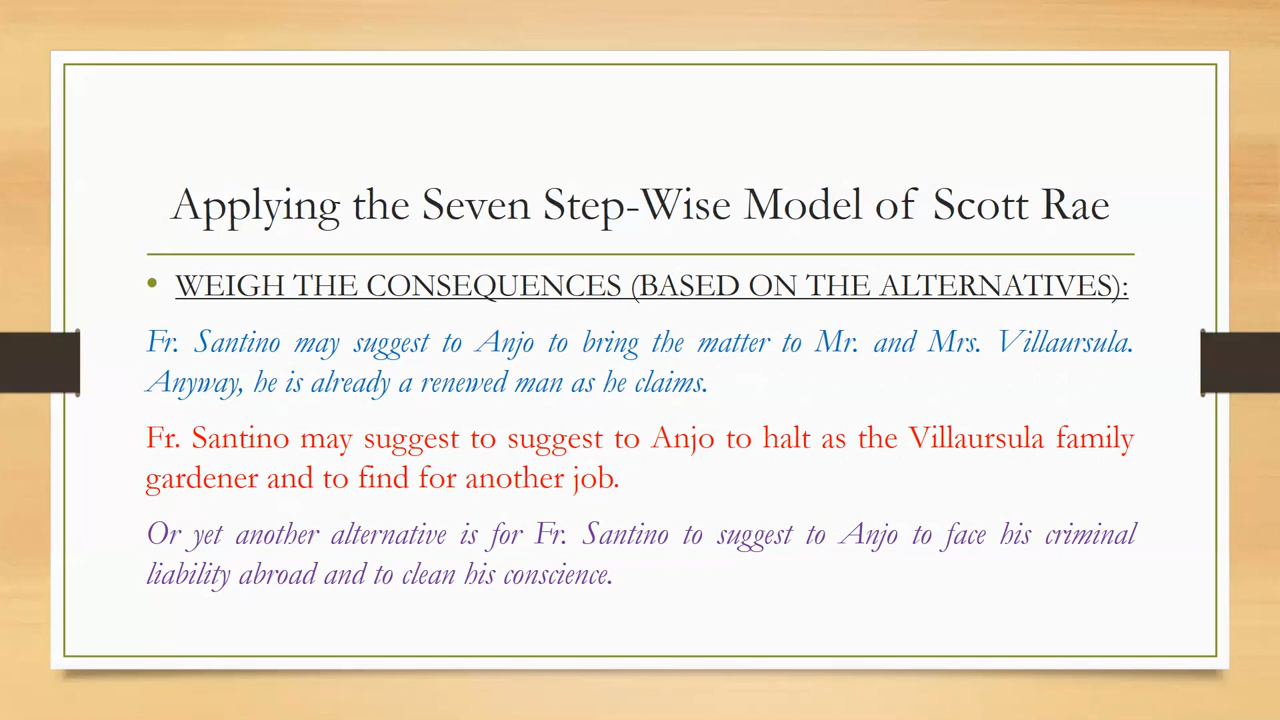 Applying the Seven Step-Wise Model of Scott Rae
• WEIGH THE CONSEQUENCES (BASED ON THE ALTERNATIVES):
Fr. Santino may suggest to Anjo to bring the matter to Mr. and Mrs. Villaursula.
Anyway, he is already a renewed man as he claims.
Fr. Santino may suggest to suggest to Anjo to halt as the Villaursula family
gardener and to find for another job.
Or yet another alternative is for Fr. Santino to suggest to Anjo to face his criminal
liability abroad and to clean his conscience.